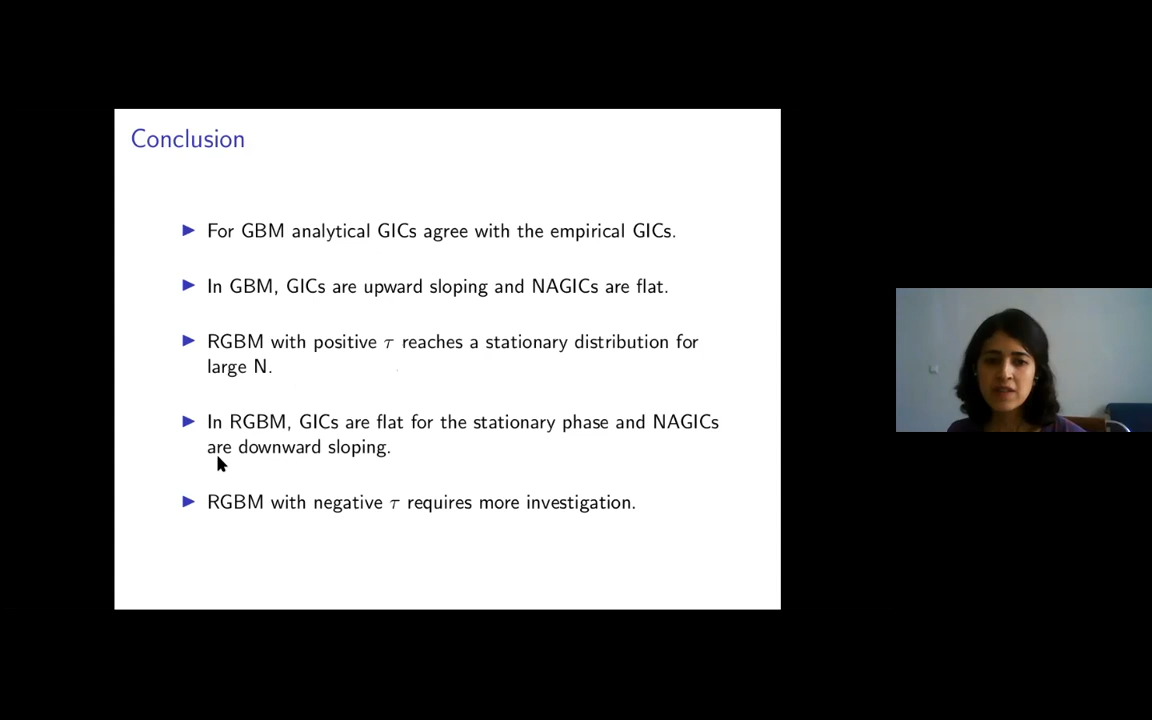 Conclusion
► For GBM analytical GICs agree with the empirical GICs.
► In GBM, GICs are upward sloping and NAGICs are flat.
► RGBM with positive τ reaches a stationary distribution for
large N.
► In RGBM, GICs are flat for the stationary phase and NAGICs
are downward sloping.
► RGBM with negative τ requires more investigation.